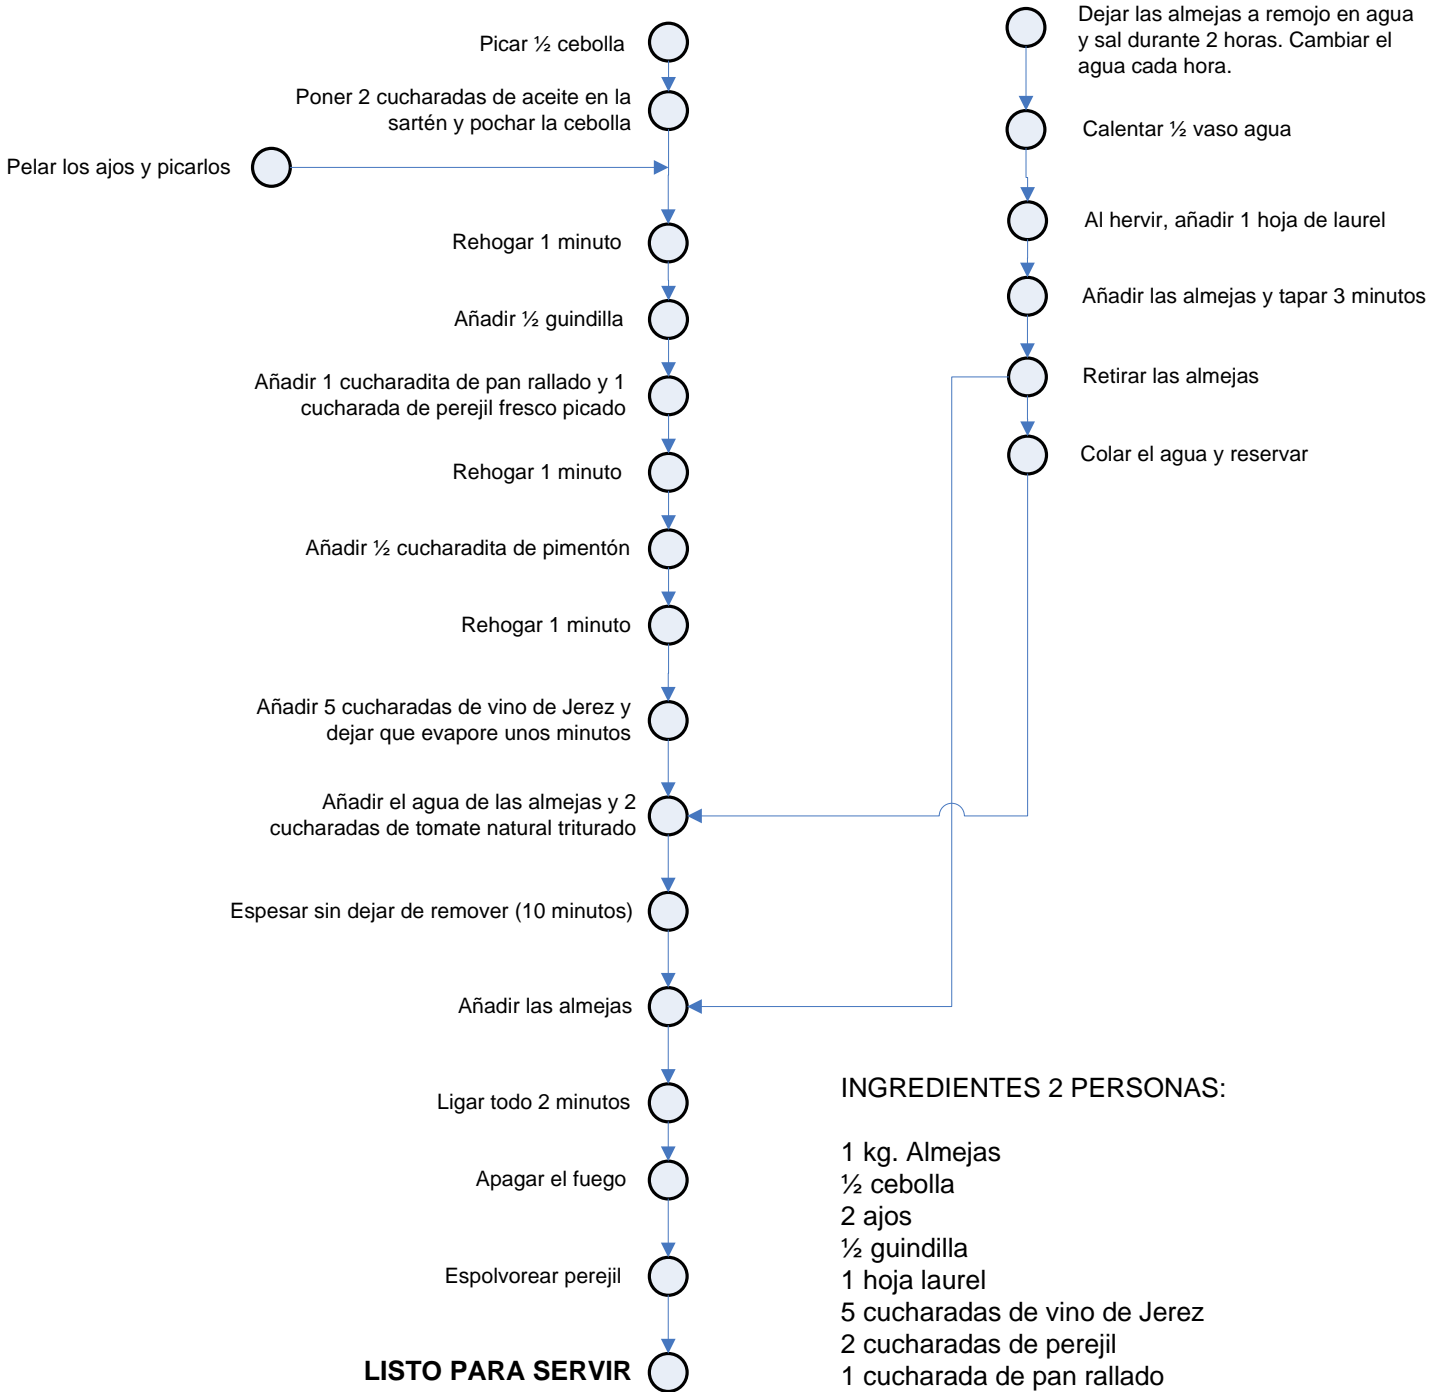 Picar ½ cebolla
Poner 2 cucharadas de aceite en la
sartén y pochar la cebolla
Pelar los ajos y picarlos
Rehogar 1 minuto
Añadir ½ guindilla
Añadir 1 cucharadita de pan rallado y 1
cucharada de perejil fresco picado
Rehogar 1 minuto
Añadir ½ cucharadita de pimentón
Rehogar 1 minuto
Añadir 5 cucharadas de vino de Jerez y
dejar que evapore unos minutos
Añadir el agua de las almejas y 2
cucharadas de tomate natural triturado
Espesar sin dejar de remover (10 minutos)
Añadir las almejas
Ligar todo 2 minutos
Apagar el fuego
Espolvorear perejil
LISTO PARA SERVIR
Dejar las almejas a remojo en agua
y sal durante 2 horas. Cambiar el
agua cada hora.
Calentar ½ vaso agua
Al hervir, añadir 1 hoja de laurel
Añadir las almejas y tapar 3 minutos
Retirar las almejas
Colar el agua y reservar
INGREDIENTES 2 PERSONAS:
1 kg. Almejas
½ cebolla
2 ajos
½ guindilla
1 hoja laurel
5 cucharadas de vino de Jerez
2 cucharadas de perejil
1 cucharada de pan rallado